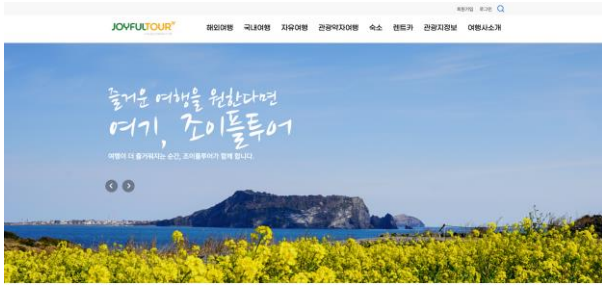 회원가입 로그인
JOYFULTOUR
해외여행 국내여행 자유여행 관광약자여행 숙소 렌트카 관광지정보 여행사소개
즐거운 여행을 원한다면
여기, 조이풀투어
여행이 더 즐거워지는 순간, 조이풀투어가 함께 합니다.